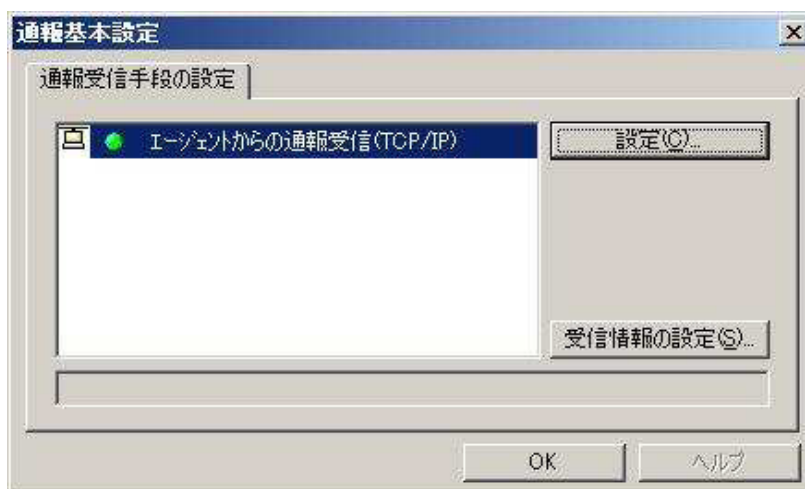 通報基本設定
通報受信手段の設定
エージェントからの通報受信(TCP/IP)
設定(C)...
受信情報の設定(S)...
OK
ヘルプ